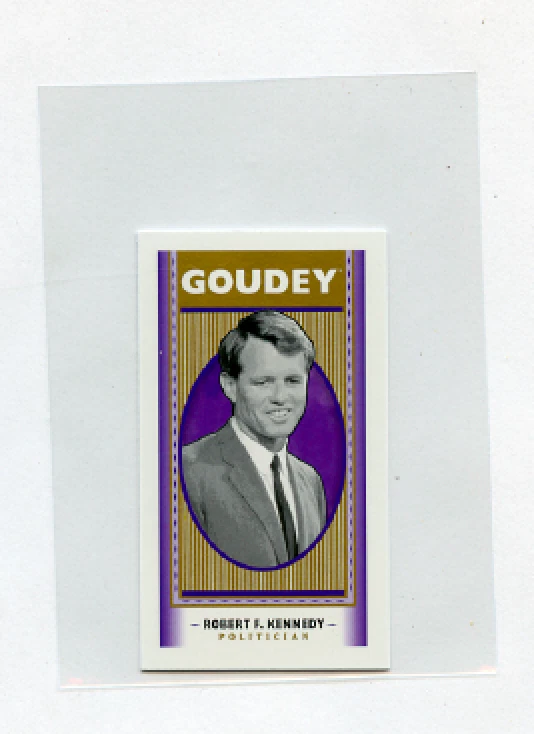 GOUDEY
- ROBERT F. KENNEDY -
POLITICIAN